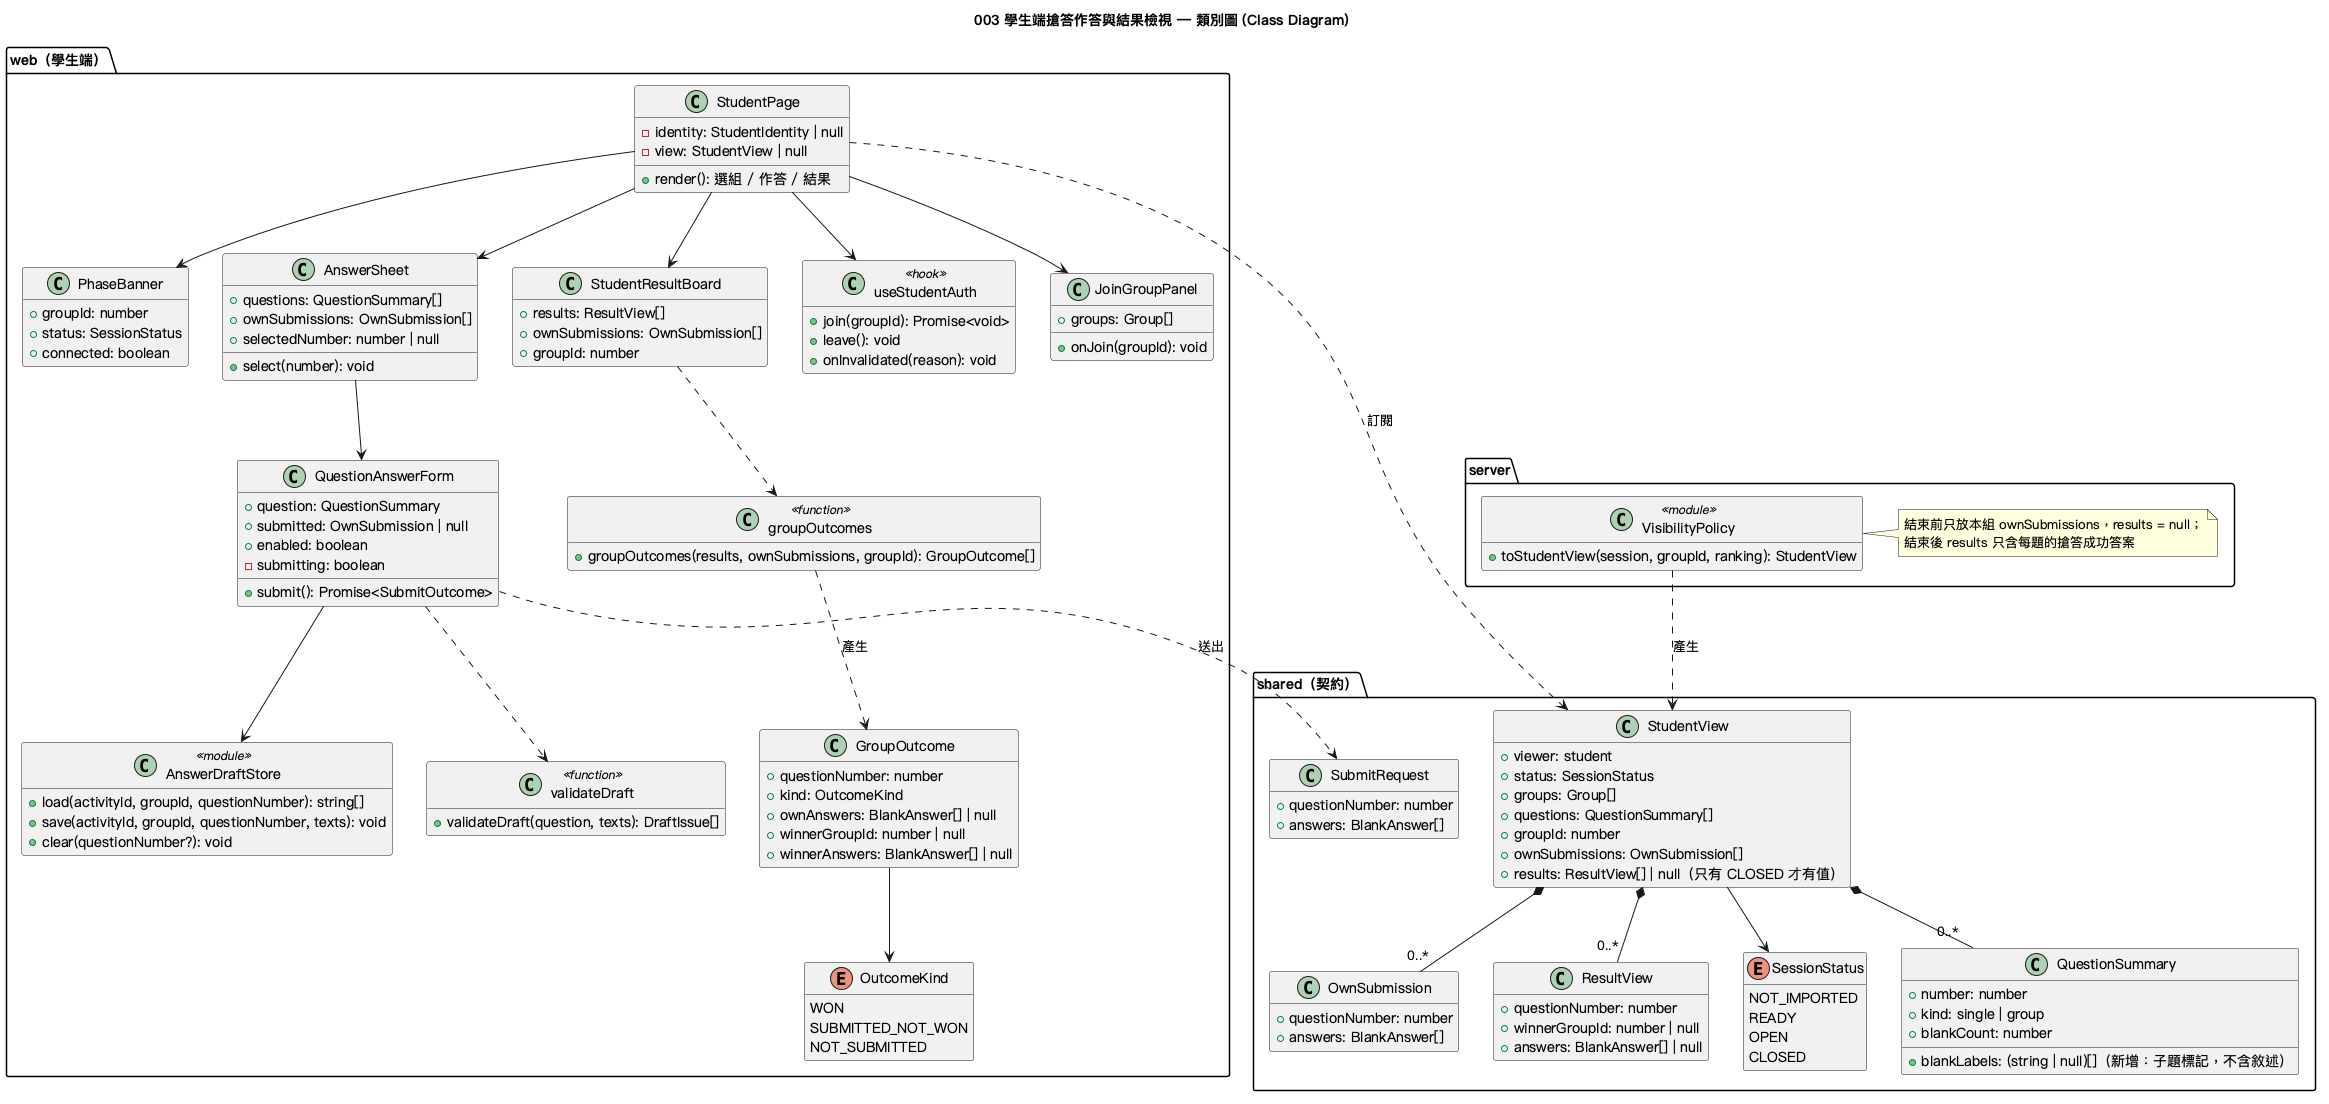 003 學生端搶答作答與結果檢視 — 類別圖 (Class Diagram)
web（學生端）
StudentPage
identity: StudentIdentity | null
view: StudentView | null
render(): 選組 / 作答 / 結果
PhaseBanner
groupId: number
status: SessionStatus
connected: boolean
AnswerSheet
questions: QuestionSummary[]
ownSubmissions: OwnSubmission[]
selectedNumber: number | null
select(number): void
StudentResultBoard
results: ResultView[]
ownSubmissions: OwnSubmission[]
groupId: number
«hook»
useStudentAuth
join(groupId): Promise<void>
leave(): void
onInvalidated(reason): void
JoinGroupPanel
groups: Group[]
onJoin(groupId): void
訂閱
QuestionAnswerForm
question: QuestionSummary
submitted: OwnSubmission | null
enabled: boolean
submitting: boolean
submit(): Promise<SubmitOutcome>
«function»
groupOutcomes
groupOutcomes(results, ownSubmissions, groupId): GroupOutcome[]
server
«module»
VisibilityPolicy
toStudentView(session, groupId, ranking): StudentView
結束前只放本組 ownSubmissions，results = null；
結束後 results 只含每題的搶答成功答案
產生
送出
產生
«module»
AnswerDraftStore
load(activityId, groupId, questionNumber): string[]
save(activityId, groupId, questionNumber, texts): void
clear(questionNumber?): void
«function»
validateDraft
validateDraft(question, texts): DraftIssue[]
GroupOutcome
questionNumber: number
kind: OutcomeKind
ownAnswers: BlankAnswer[] | null
winnerGroupId: number | null
winnerAnswers: BlankAnswer[] | null
OutcomeKind
WON
SUBMITTED_NOT_WON
NOT_SUBMITTED
shared（契約）
SubmitRequest
questionNumber: number
answers: BlankAnswer[]
StudentView
viewer: student
status: SessionStatus
groups: Group[]
questions: QuestionSummary[]
groupId: number
ownSubmissions: OwnSubmission[]
results: ResultView[] | null（只有 CLOSED 才有值）
0..*
0..*
0..*
OwnSubmission
questionNumber: number
answers: BlankAnswer[]
ResultView
questionNumber: number
winnerGroupId: number | null
answers: BlankAnswer[] | null
SessionStatus
NOT_IMPORTED
READY
OPEN
CLOSED
QuestionSummary
number: number
kind: single | group
blankCount: number
blankLabels: (string | null)[]（新增：子題標記，不含敘述）